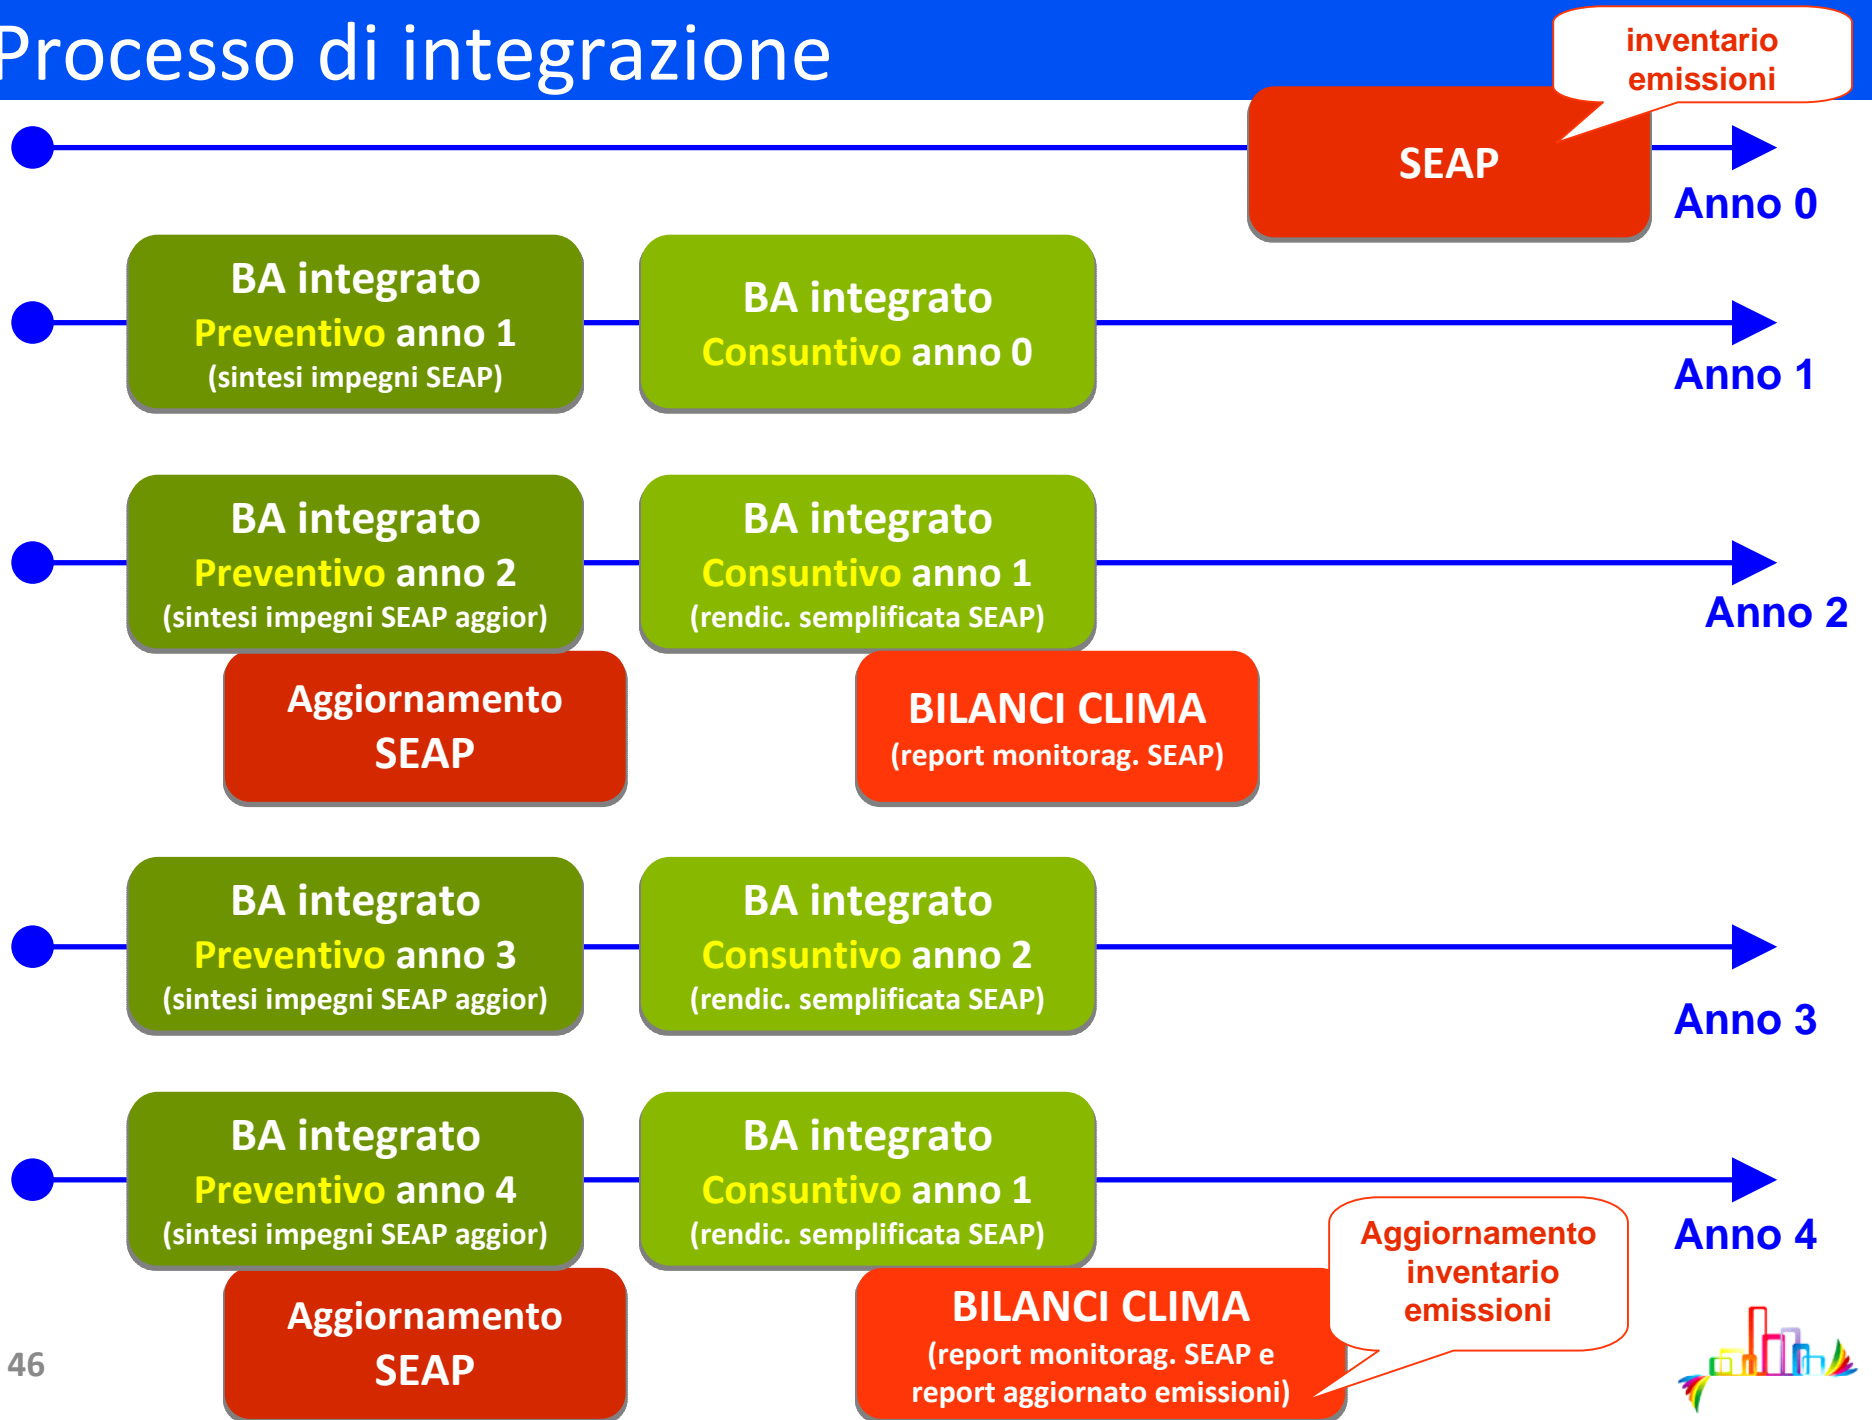 Processo di integrazione
inventario
emissioni
SEAP
Anno 0
BA integrato
Preventivo anno 1
(sintesi impegni SEAP)
BA integrato
Consuntivo anno 0
Anno 1
BA integrato
Preventivo anno 2
(sintesi impegni SEAP aggior)
BA integrato
Consuntivo anno 1
(rendic. semplificata SEAP)
Anno 2
Aggiornamento
SEAP
BILANCI CLIMA
(report monitorag. SEAP)
BA integrato
Preventivo anno 3
(sintesi impegni SEAP aggior)
BA integrato
Consuntivo anno 2
(rendic. semplificata SEAP)
Anno 3
BA integrato
Preventivo anno 4
(sintesi impegni SEAP aggior)
BA integrato
Consuntivo anno 1
(rendic. semplificata SEAP)
Anno 4
Aggiornamento
inventario
emissioni
Aggiornamento
SEAP
BILANCI CLIMA
(report monitorag. SEAP e
report aggiornato emissioni)
46